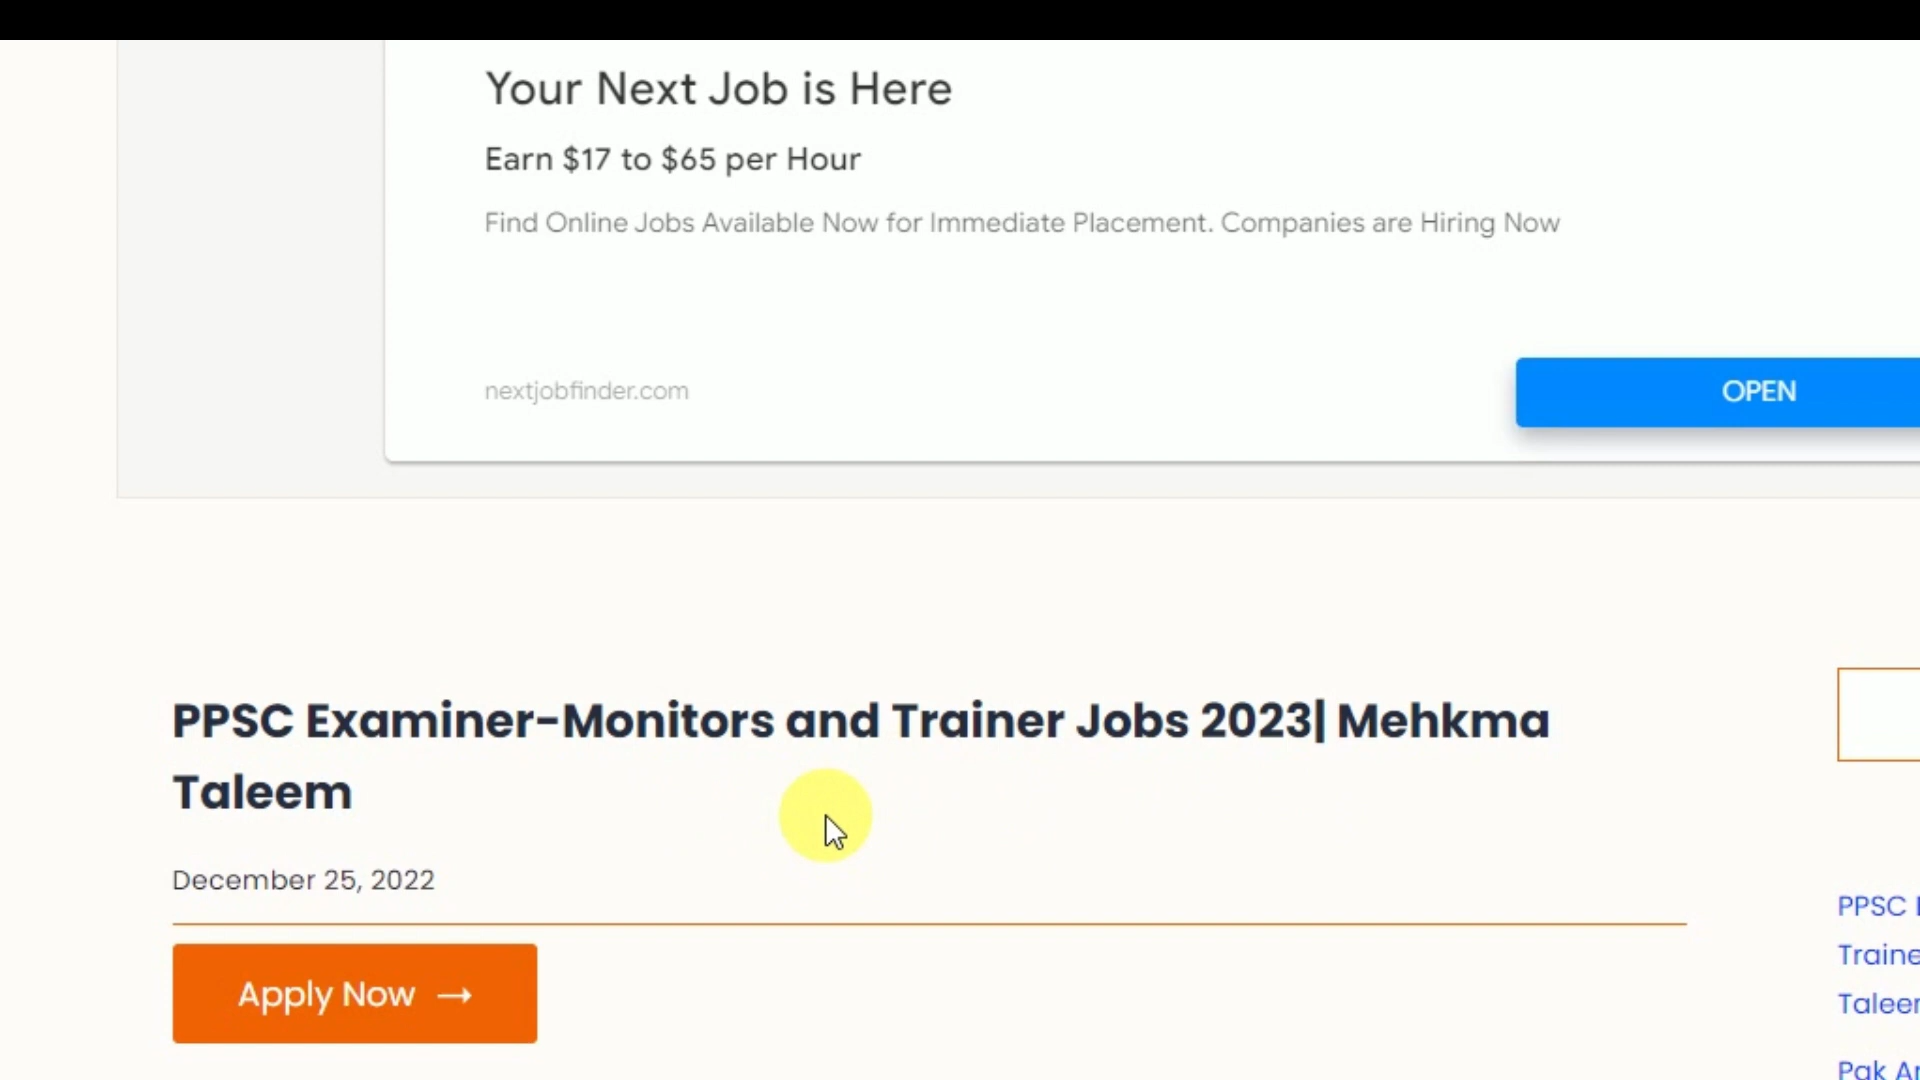 Your Next Job is Here
Earn $17 to $65 per Hour
Find Online Jobs Available Now for Immediate Placement. Companies are Hiring Now
nextjobfinder.com
OPEN
PPSC Examiner-Monitors and Trainer Jobs 2023| Mehkma
Taleem
December 25, 2022
Apply Now →
PPSC